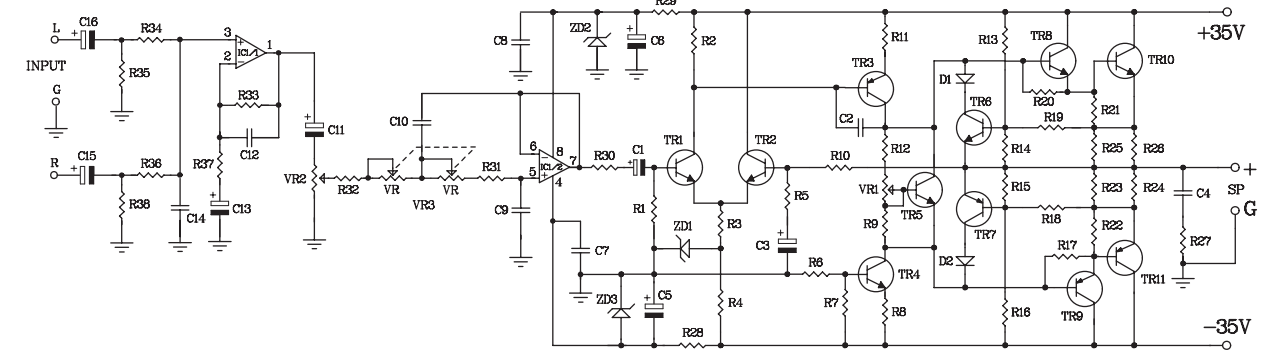 L
C16
R34
INPUT
R35
G
R
C15
R36
R38
C14
3
2
1
IC1/1
R33
C12
R37
C13
C11
VR2
R32
VR
VR
VR3
C10
R31
C9
6
5
8
7
4
IC1/2
C8
ZD2
C6
R29
C7
R30
C1
R1
ZD3
C5
R28
R2
TR1
TR2
R3
ZD1
R4
R5
C3
R6
R10
R7
TR3
R11
C2
R12
VR1
R9
TR5
TR4
R8
D1
TR6
TR7
D2
R13
R14
R15
R16
R19
R18
TR8
R20
R17
TR9
TR10
R21
R25
R26
R23
R24
R22
TR11
C4
R27
+35V
+
SP
G
-35V